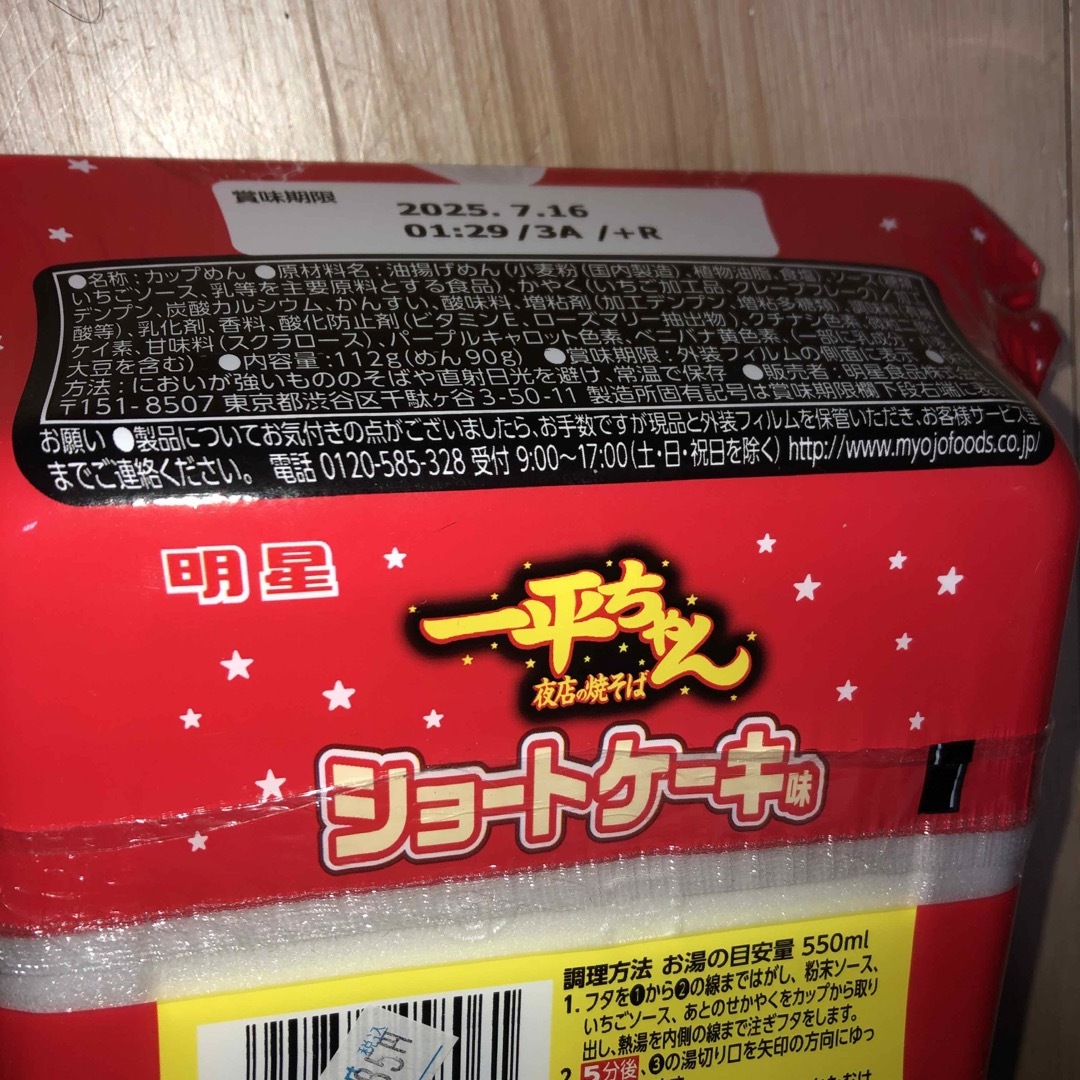 賞味期限
2025.7.16
01:29/3A /+R
●名称:カップめん ●原材料名:油揚げめん(小麦粉(国内製造)、植物油脂、食塩)、ソース
いちごソース、乳等を主要原料とする食品)、かやく(いちご加工品、クレープフレーク)/加工
デンプン、炭酸カルシウム、かんすい、酸味料、増粘剤(加工デンプン、増粘多糖類)
酸等)、乳化剤、香料、酸化防止剤(ビタミンE、ローズマリー抽出物)、クチナシ色素、微粒二酸化
ケイ素、甘味料(スクラロース)、パープルキャロット色素、ベニバナ黄色素、(一部に乳成分・
大豆を含む) ●内容量:112g(めん90g) ●賞味期限:外装フィルムの側面に表示
方法:においが強いもののそばや直射日光を避け、常温で保存 ●販売者:明星食品株式会社
〒151-8507 東京都渋谷区千駄ヶ谷3-50-11 製造所固有記号は賞味期限欄下段右端に
お願い ●製品についてお気付きの点がございましたら、お手数ですが現品と外装フィルムを保管いただき、お客様サービス室
までご連絡ください。 電話 0120-585-328 受付 9:00〜17:00(土・日・祝日を除く) http://www.myojofoods.co.jp/
明星
一平ちゃん
夜店の焼そば
ショートケーキ味
調理方法 お湯の目安量 550ml
1. フタを❶から❷の線まではがし、粉末ソース、
いちごソース、あとのせかやくをカップから取り
出し、熱湯を内側の線まで注ぎフタをします。
2. 5分後、❸の湯切り口を矢印の方向にゆっ
税込
85円